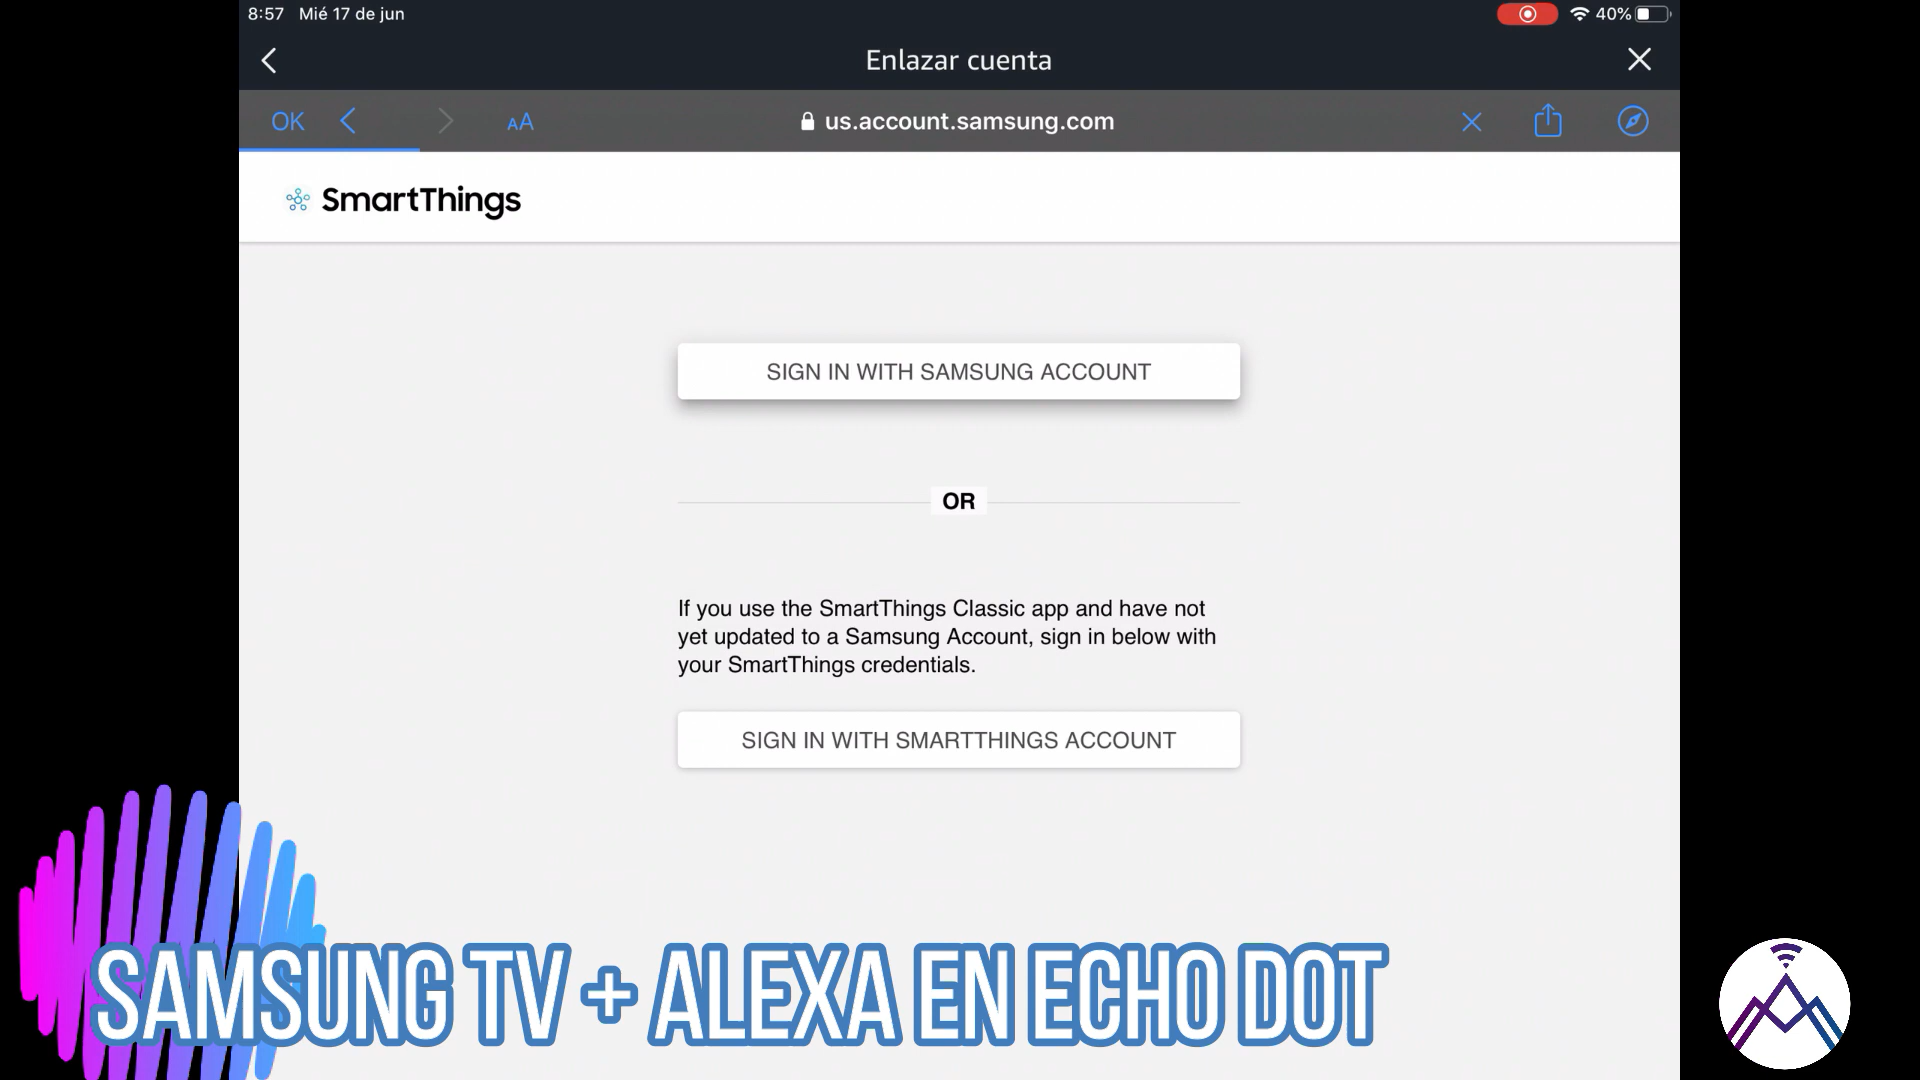 8:57 Mié 17 de jun
40%
Enlazar cuenta
OK
AA
us.account.samsung.com
SmartThings
SIGN IN WITH SAMSUNG ACCOUNT
OR
If you use the SmartThings Classic app and have not
yet updated to a Samsung Account, sign in below with
your SmartThings credentials.
SIGN IN WITH SMARTTHINGS ACCOUNT
SAMSUNG TV + ALEXA EN ECHO DOT